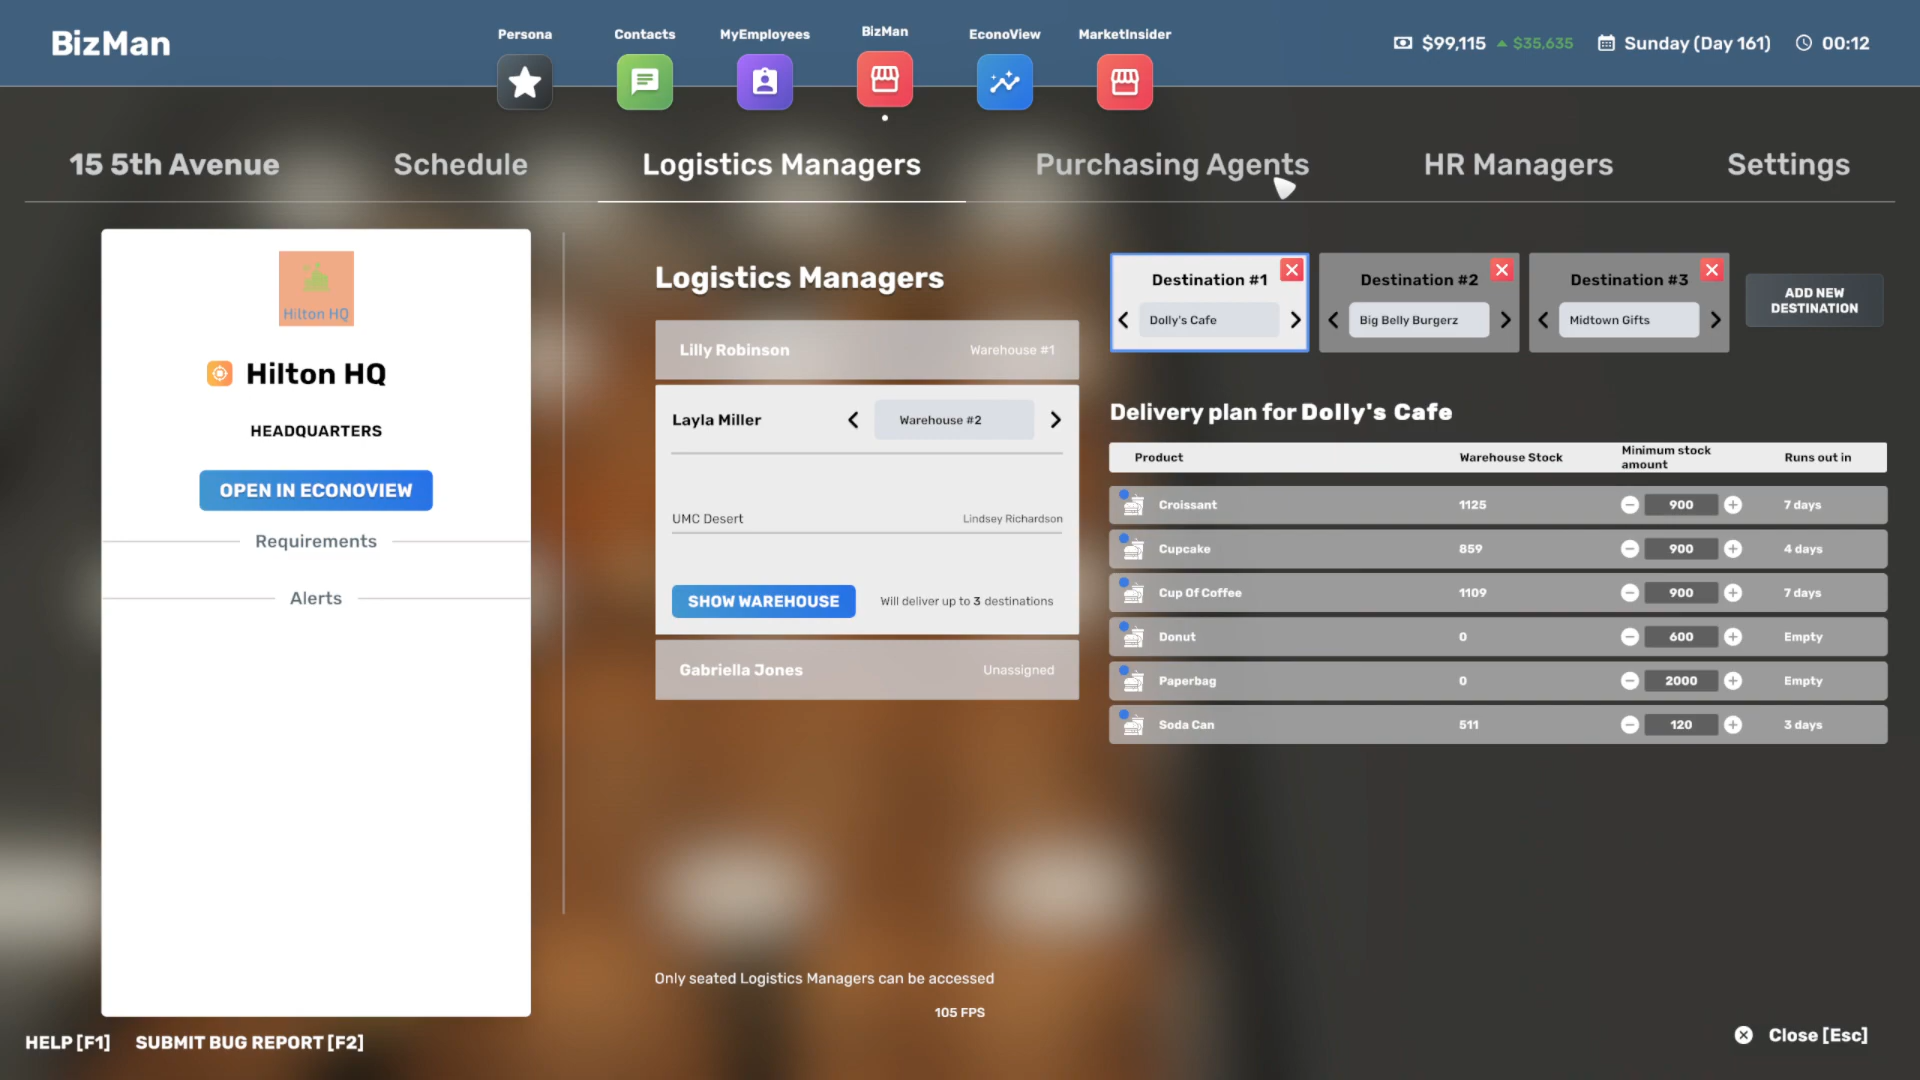 BizMan
Persona
Contacts
MyEmployees
BizMan
EconoView
MarketInsider
$99,115
$35,635
Sunday (Day 161)
00:12
15 5th Avenue
Schedule
Logistics Managers
Purchasing Agents
HR Managers
Settings
Hilton HQ
Hilton HQ
HEADQUARTERS
OPEN IN ECONOVIEW
Requirements
Alerts
Logistics Managers
Lilly Robinson
Warehouse #1
Layla Miller
Warehouse #2
UMC Desert
Lindsey Richardson
SHOW WAREHOUSE
Will deliver up to 3 destinations
Gabriella Jones
Unassigned
Only seated Logistics Managers can be accessed
105 FPS
Destination #1
Dolly's Cafe
Destination #2
Big Belly Burgerz
Destination #3
Midtown Gifts
ADD NEW
DESTINATION
Delivery plan for Dolly's Cafe
Product
Warehouse Stock
Minimum stock
amount
Runs out in
Croissant 1125 900 7 days
Cupcake 859 900 4 days
Cup Of Coffee 1109 900 7 days
Donut 0 600 Empty
Paperbag 0 2000 Empty
Soda Can 511 120 3 days
HELP [F1]
SUBMIT BUG REPORT [F2]
Close [Esc]